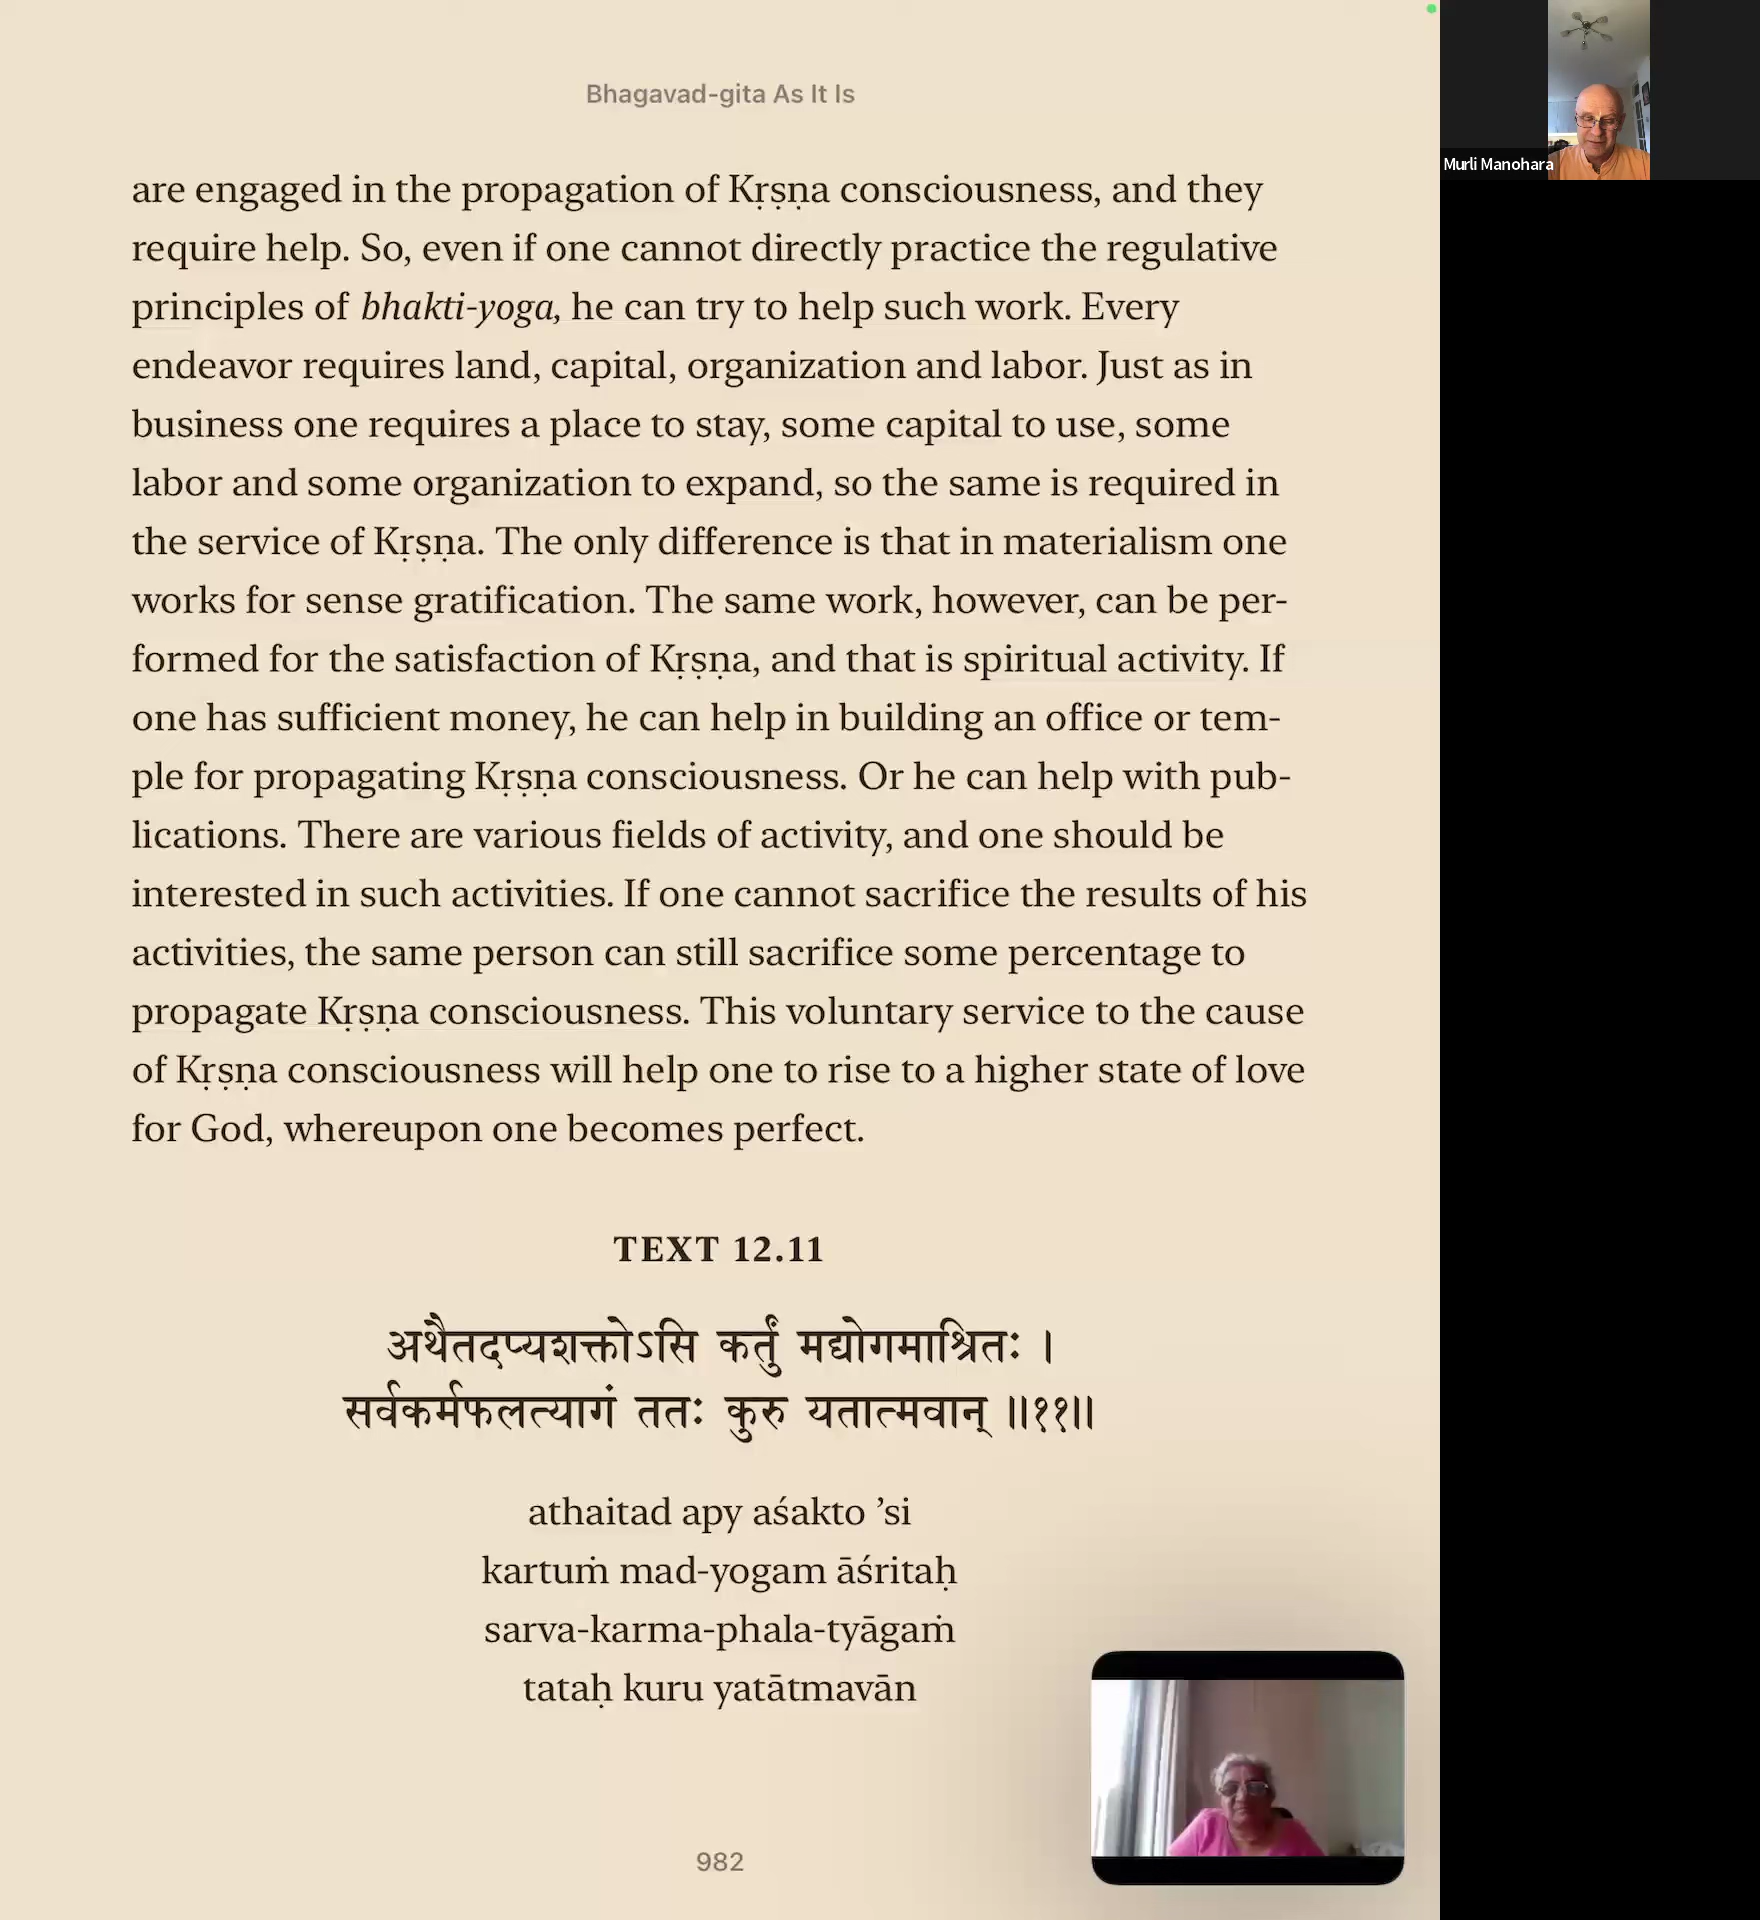 Bhagavad-gita As It Is
are engaged in the propagation of Kṛṣṇa consciousness, and they
require help. So, even if one cannot directly practice the regulative
principles of bhakti-yoga, he can try to help such work. Every
endeavor requires land, capital, organization and labor. Just as in
business one requires a place to stay, some capital to use, some
labor and some organization to expand, so the same is required in
the service of Kṛṣṇa. The only difference is that in materialism one
works for sense gratification. The same work, however, can be per-
formed for the satisfaction of Kṛṣṇa, and that is spiritual activity. If
one has sufficient money, he can help in building an office or tem-
ple for propagating Kṛṣṇa consciousness. Or he can help with pub-
lications. There are various fields of activity, and one should be
interested in such activities. If one cannot sacrifice the results of his
activities, the same person can still sacrifice some percentage to
propagate Kṛṣṇa consciousness. This voluntary service to the cause
of Kṛṣṇa consciousness will help one to rise to a higher state of love
for God, whereupon one becomes perfect.
TEXT 12.11
अथैतदप्यशक्तोऽसि कर्तुं मद्योगमाश्रितः ।
सर्वकर्मफलत्यागं ततः कुरु यतात्मवान् ॥११॥
athaitad apy aśakto ’si
kartuṁ mad-yogam āśritaḥ
sarva-karma-phala-tyāgaṁ
tataḥ kuru yatātmavān
982
Murli Manohara